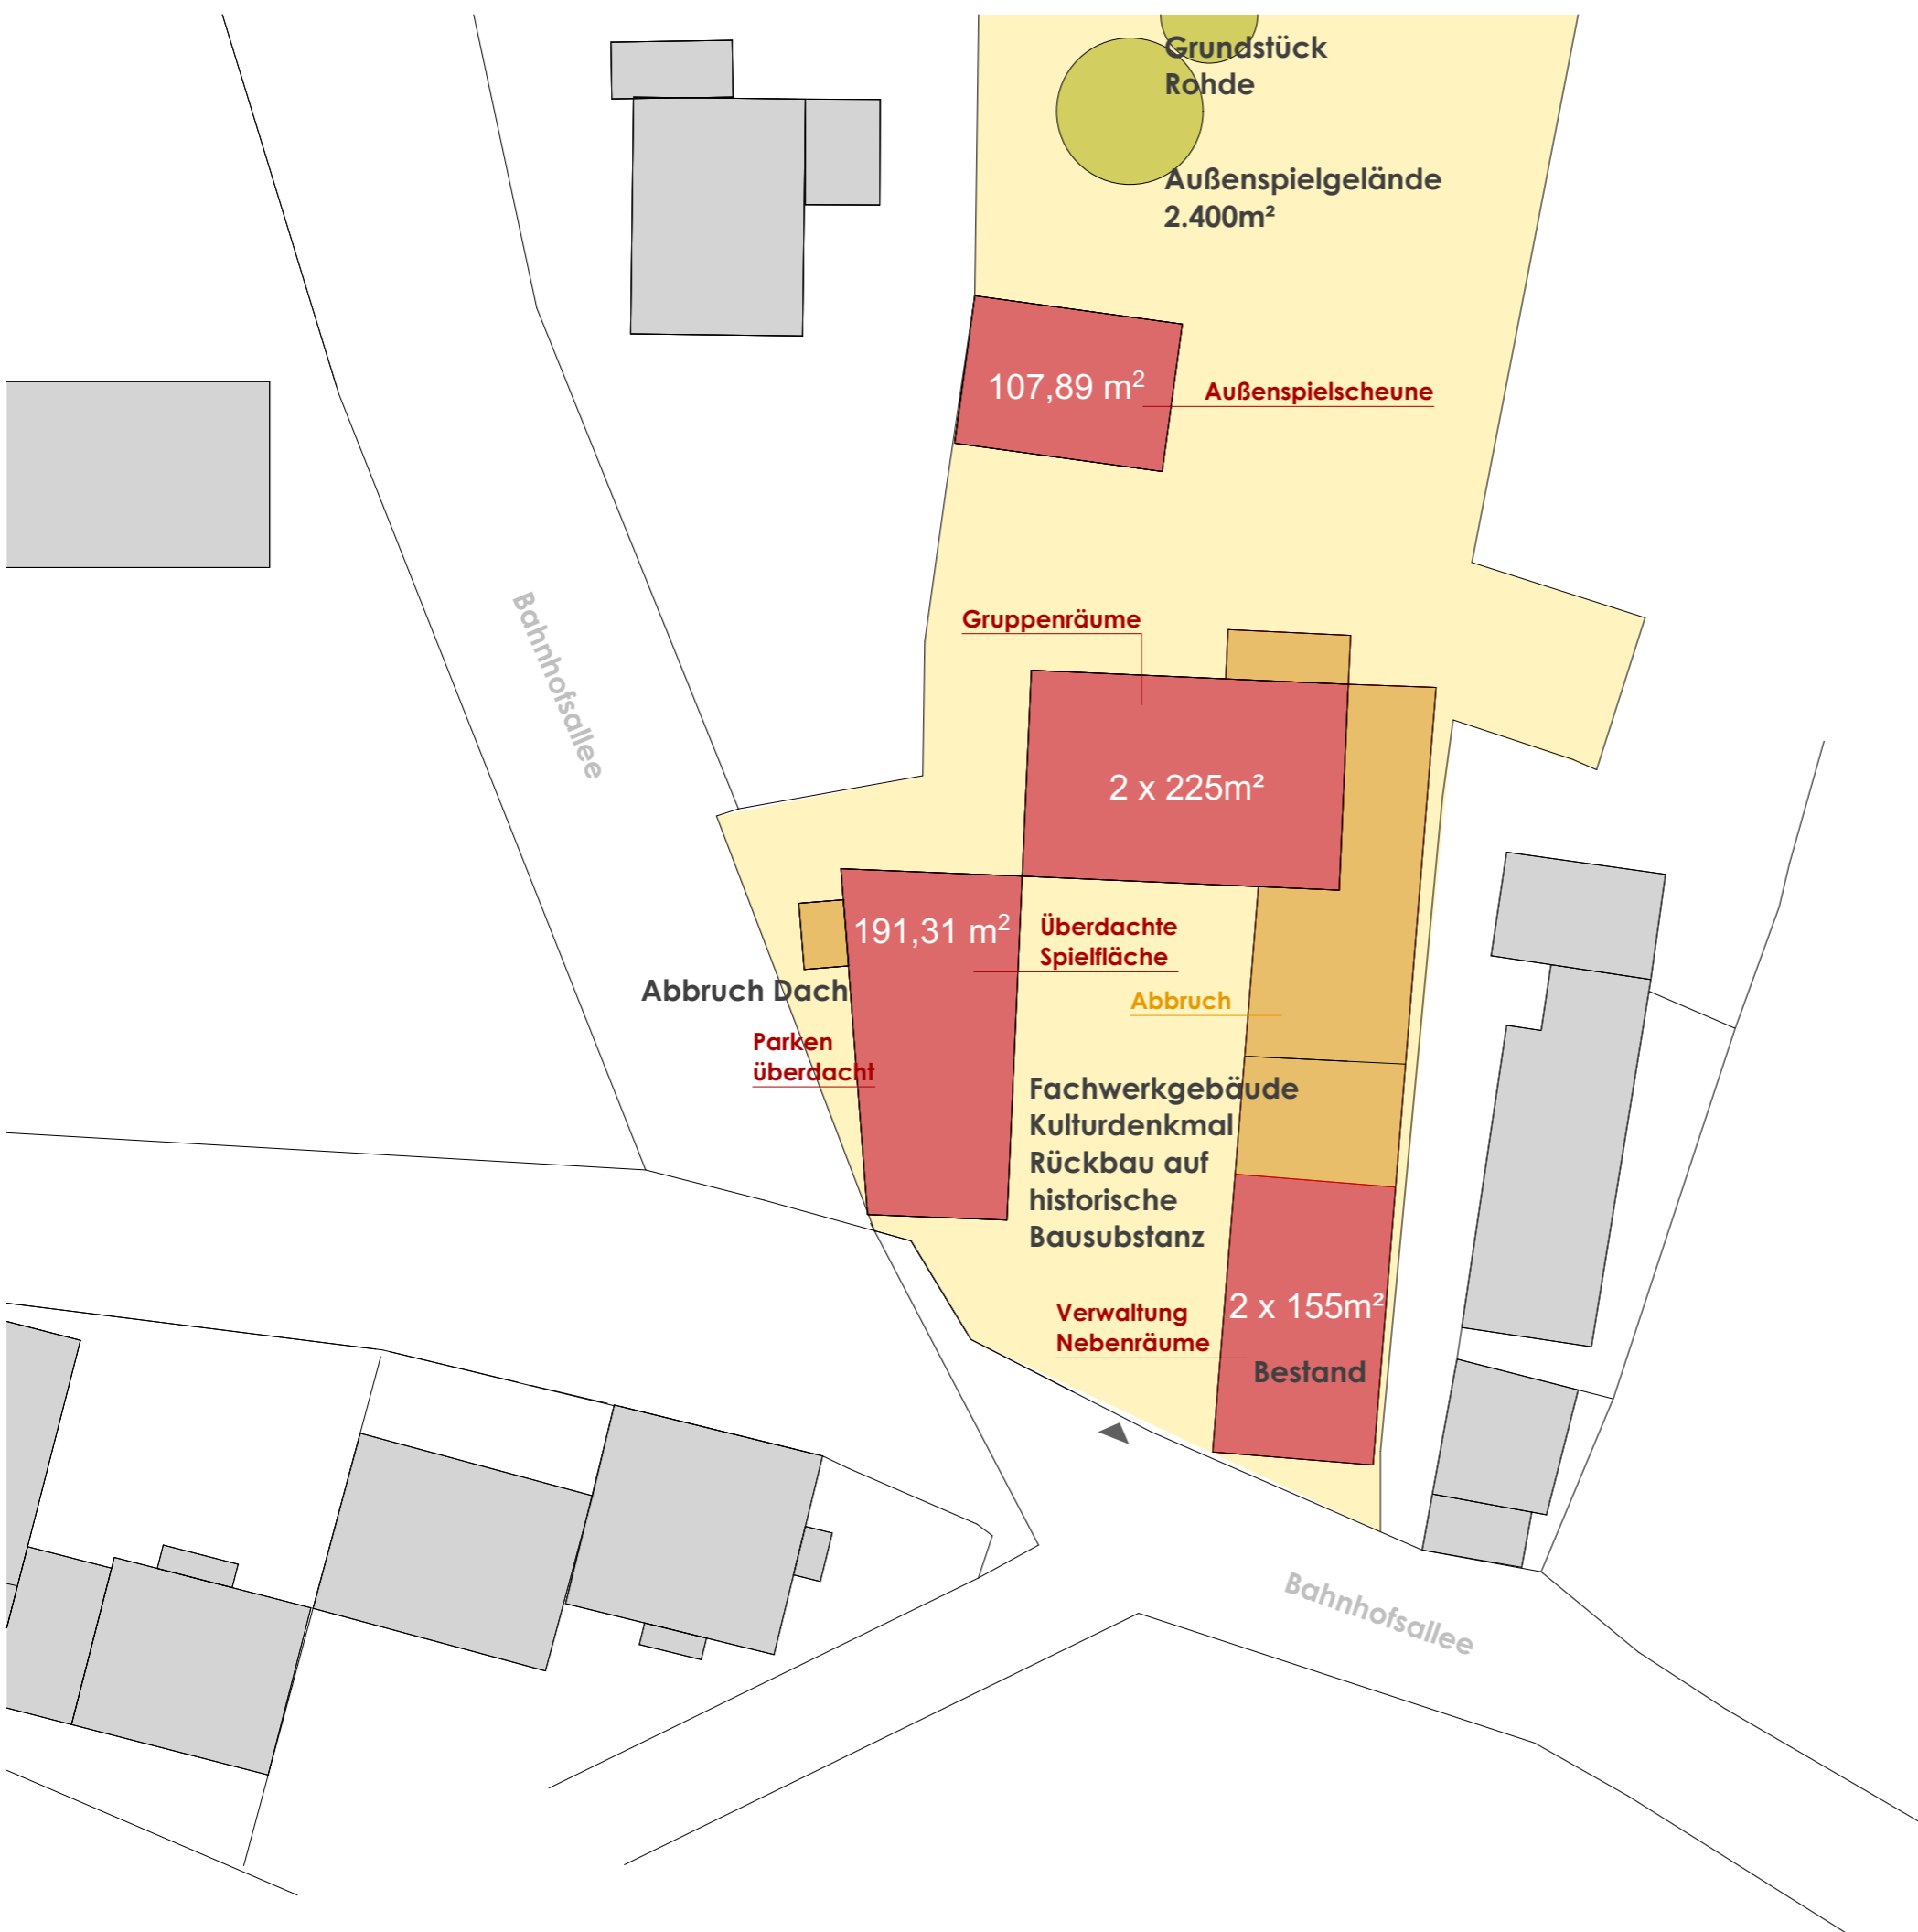 Grundstück
Rohde
Außenspielgelände
2.400m²
107,89 m²
Außenspielscheune
Bahnhofsallee
Gruppenräume
2 x 225m²
191,31 m²
Überdachte
Spielfläche
Abbruch Dach
Abbruch
Parken
überdacht
Fachwerkgebäude
Kulturdenkmal
Rückbau auf
historische
Bausubstanz
2 x 155m²
Verwaltung
Nebenräume
Bestand
Bahnhofsallee